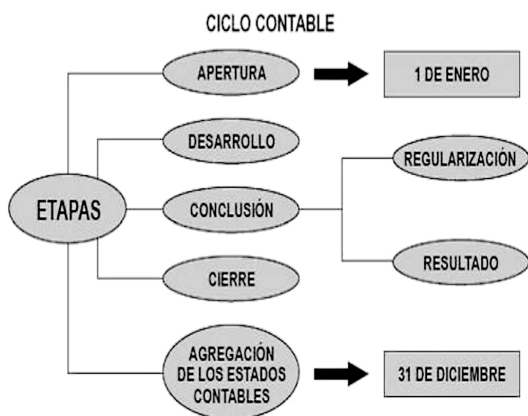 CICLO CONTABLE
APERTURA
1 DE ENERO
DESARROLLO
REGULARIZACIÓN
ETAPAS
CONCLUSIÓN
RESULTADO
CIERRE
AGREGACIÓN
DE LOS ESTADOS
CONTABLES
31 DE DICIEMBRE